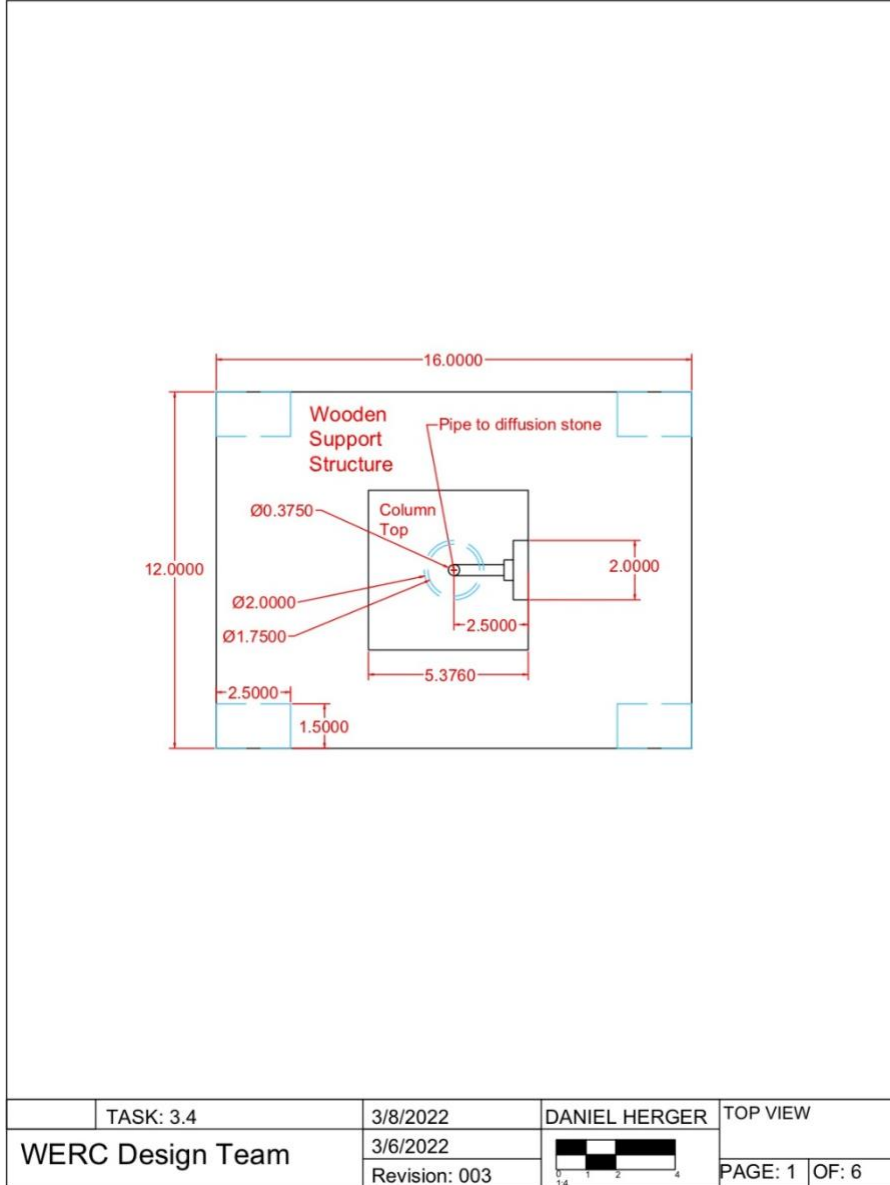 16.0000
Wooden
Support
Structure
Pipe to diffusion stone
Ø0.3750
Column
Top
12.0000
2.0000
Ø2.0000
2.5000
Ø1.7500
5.3760
2.5000
1.5000
TASK: 3.4
3/8/2022
DANIEL HERGER
TOP VIEW
WERC Design Team
3/6/2022
Revision: 003
0 1 2 4
1:4
PAGE: 1
OF: 6